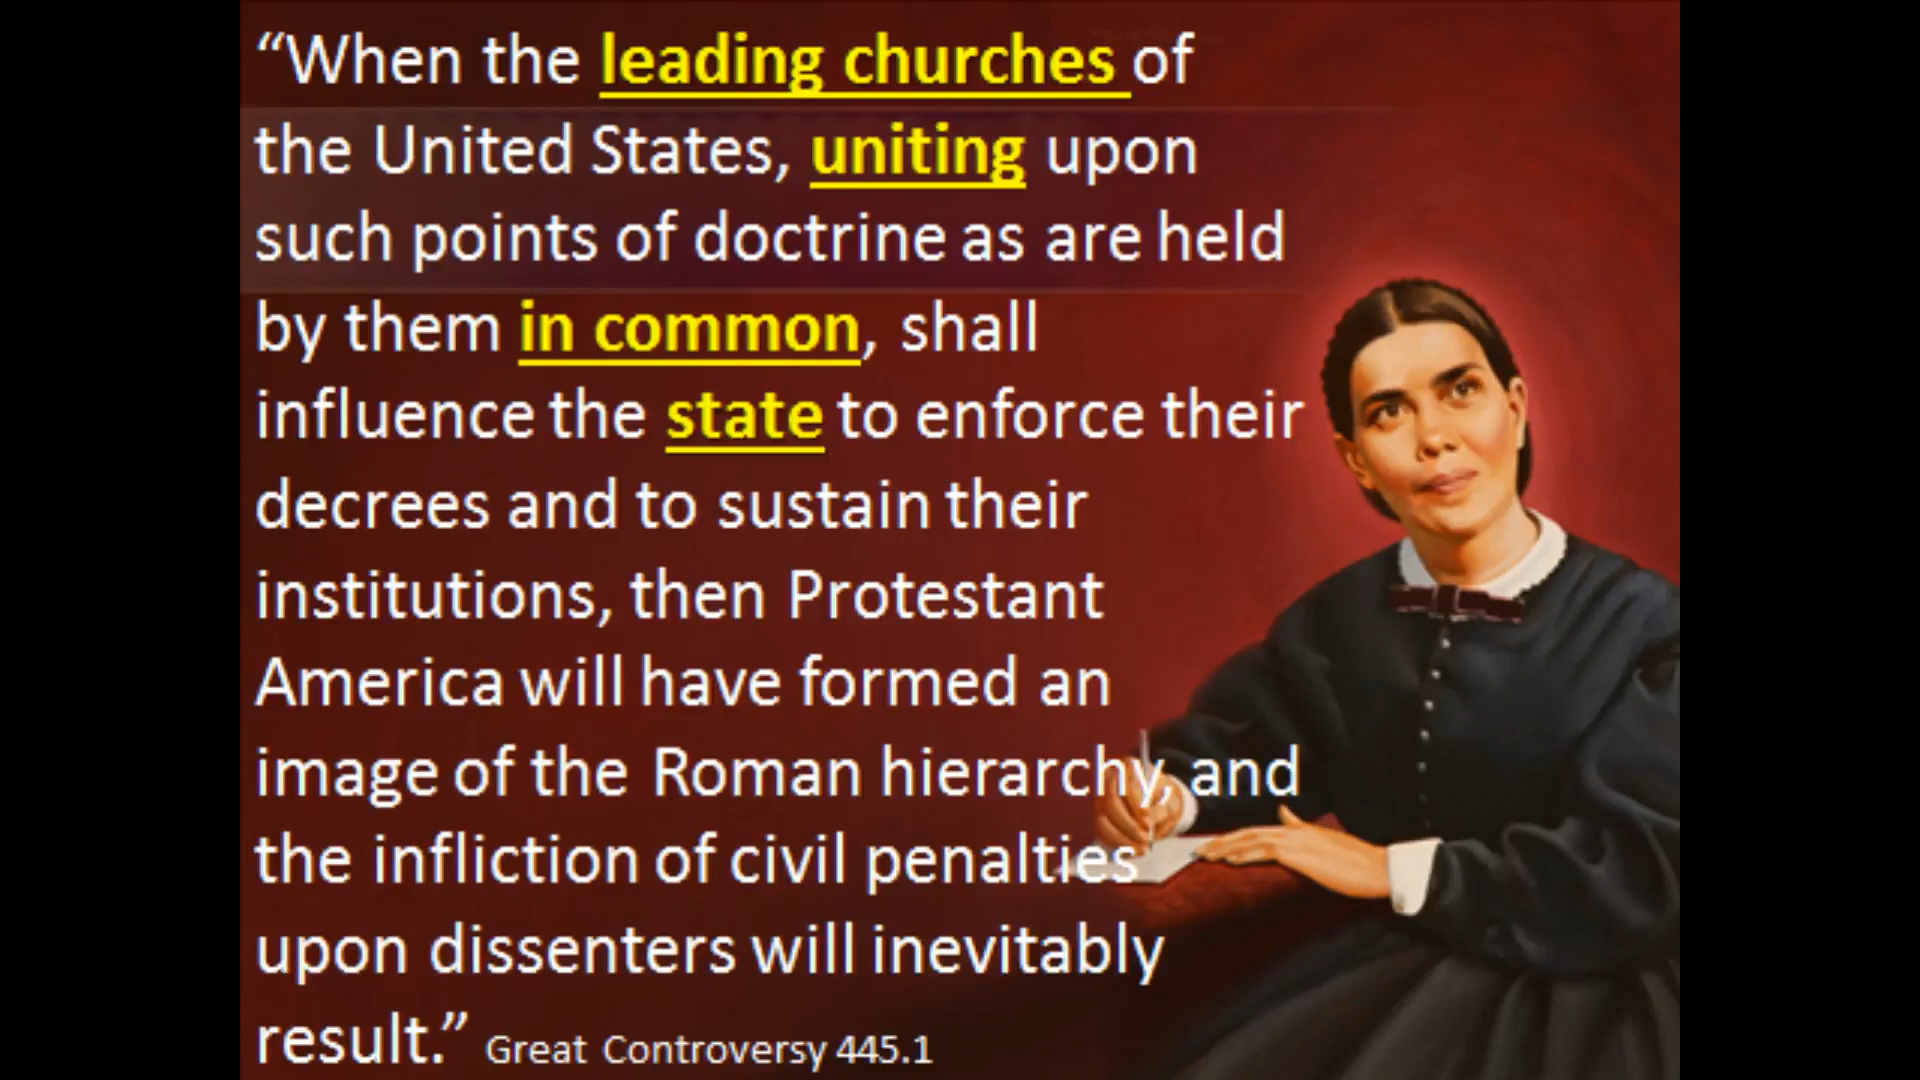 “When the leading churches of
the United States, uniting upon
such points of doctrine as are held
by them in common, shall
influence the state to enforce their
decrees and to sustain their
institutions, then Protestant
America will have formed an
image of the Roman hierarchy, and
the infliction of civil penalties
upon dissenters will inevitably
result.” Great Controversy 445.1